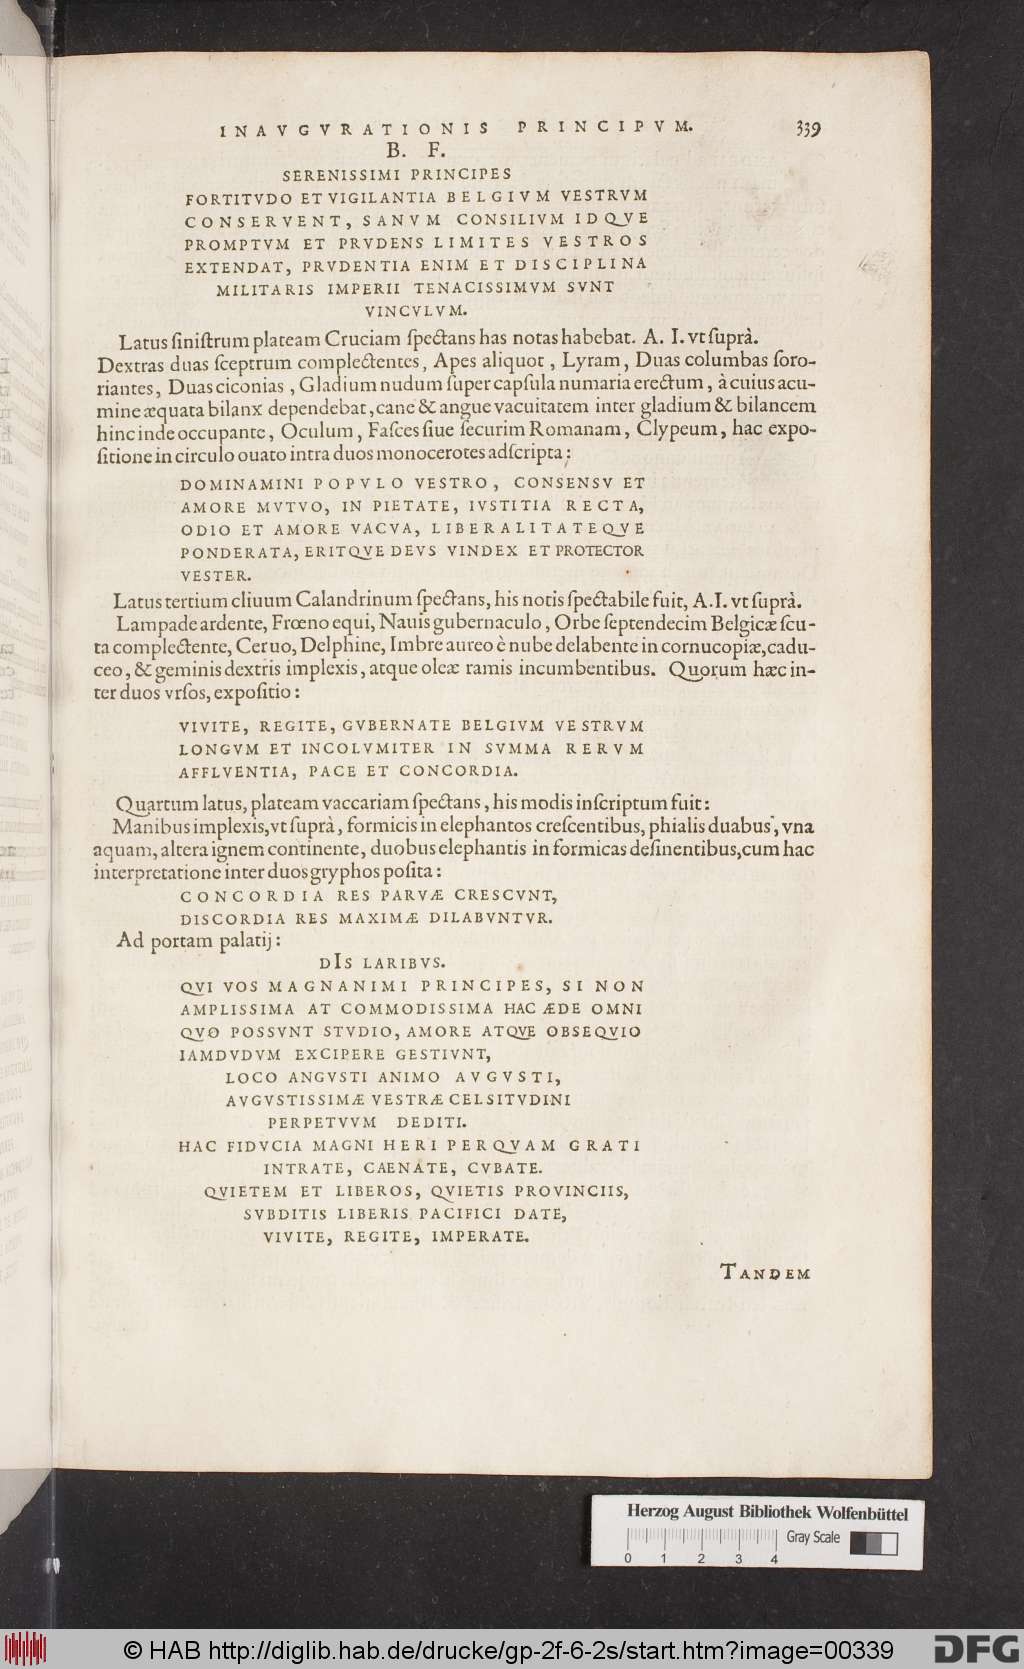 INAVGVRATIONIS PRINCIPVM. 339
B. F.
SERENISSIMI PRINCIPES
FORTITVDO ET VIGILANTIA BELGIVM VESTRVM
CONSERVENT, SANVM CONSILIVM IDQVE
PROMPTVM ET PRVDENS LIMITES VESTROS
EXTENDAT, PRVDENTIA ENIM ET DISCIPLINA
MILITARIS IMPERII TENACISSIMVM SVNT
VINCVLVM.
Latus ſiniſtrum plateam Cruciam ſpectans has notas habebat. A. I. vt ſuprà.
Dextras duas ſceptrum complectentes, Apes aliquot, Lyram, Duas columbas ſoro-
riantes, Duas ciconias, Gladium nudum ſuper capſula numaria erectum, à cuius acu-
mine æquata bilanx dependebat, cane & angue vacuitatem inter gladium & bilancem
hinc inde occupante, Oculum, Faſces ſiue ſecurim Romanam, Clypeum, hac expo-
ſitione in circulo ouato intra duos monocerotes adſcripta:
DOMINAMINI POPVLO VESTRO, CONSENSV ET
AMORE MVTVO, IN PIETATE, IVSTITIA RECTA,
ODIO ET AMORE VACVA, LIBERALITATEQVE
PONDERATA, ERITQVE DEVS VINDEX ET PROTECTOR
VESTER.
Latus tertium cliuum Calandrinum ſpectans, his notis ſpectabile fuit, A. I. vt ſuprà.
Lampade ardente, Frœno equi, Nauis gubernaculo, Orbe ſeptendecim Belgicæ ſcu-
ta complectente, Ceruo, Delphine, Imbre aureo è nube delabente in cornucopiæ, cadu-
ceo, & geminis dextris implexis, atque oleæ ramis incumbentibus. Quorum hæc in-
ter duos vrſos, expoſitio:
VIVITE, REGITE, GVBERNATE BELGIVM VESTRVM
LONGVM ET INCOLVMITER IN SVMMA RERVM
AFFLVENTIA, PACE ET CONCORDIA.
Quartum latus, plateam vaccariam ſpectans, his modis inſcriptum fuit:
Manibus implexis, vt ſuprà, formicis in elephantos creſcentibus, phialis duabus, vna
aquam, altera ignem continente, duobus elephantis in formicas deſinentibus, cum hac
interpretatione inter duos gryphos poſita:
CONCORDIA RES PARVÆ CRESCVNT,
DISCORDIA RES MAXIMÆ DILABVNTVR.
Ad portam palatij:
DIS LARIBVS.
QVI VOS MAGNANIMI PRINCIPES, SI NON
AMPLISSIMA AT COMMODISSIMA HAC ÆDE OMNI
QVO POSSVNT STVDIO, AMORE ATQVE OBSEQVIO
IAMDVDVM EXCIPERE GESTIVNT,
LOCO ANGVSTI ANIMO AVGVSTI,
AVGVSTISSIMÆ VESTRÆ CELSITVDINI
PERPETVVM DEDITI.
HAC FIDVCIA MAGNI HERI PERQVAM GRATI
INTRATE, CAENATE, CVBATE.
QVIETEM ET LIBEROS, QVIETIS PROVINCIIS,
SVBDITIS LIBERIS PACIFICI DATE,
VIVITE, REGITE, IMPERATE.
TANDEM
Herzog August Bibliothek Wolfenbüttel
Gray Scale
0 1 2 3 4
© HAB http://diglib.hab.de/drucke/gp-2f-6-2s/start.htm?image=00339
DFG